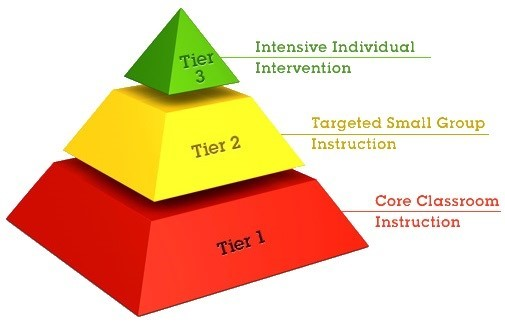 Tier
3
Intensive Individual
Intervention
Tier 2
Targeted Small Group
Instruction
Tier 1
Core Classroom
Instruction